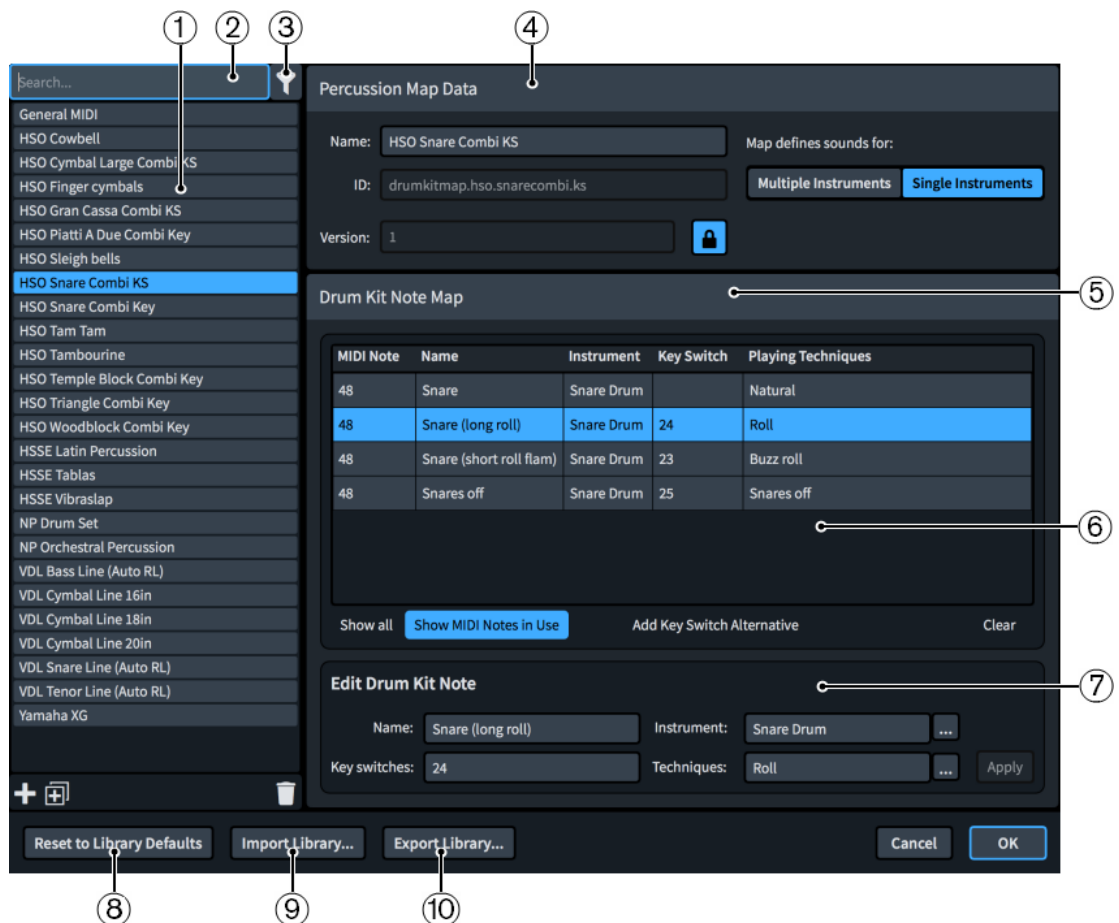 ① ② ③ ④
Search...
General MIDI
HSO Cowbell
HSO Cymbal Large Combi KS
HSO Finger cymbals
HSO Gran Cassa Combi KS
HSO Piatti A Due Combi Key
HSO Sleigh bells
HSO Snare Combi KS
HSO Snare Combi Key
HSO Tam Tam
HSO Tambourine
HSO Temple Block Combi Key
HSO Triangle Combi Key
HSO Woodblock Combi Key
HSSE Latin Percussion
HSSE Tablas
HSSE Vibraslap
NP Drum Set
NP Orchestral Percussion
VDL Bass Line (Auto RL)
VDL Cymbal Line 16in
VDL Cymbal Line 18in
VDL Cymbal Line 20in
VDL Snare Line (Auto RL)
VDL Tenor Line (Auto RL)
Yamaha XG
Percussion Map Data
Name: HSO Snare Combi KS
ID: drumkitmap.hso.snarecombi.ks
Version: 1
Map defines sounds for:
Multiple Instruments Single Instruments
Drum Kit Note Map
⑤
MIDI Note Name Instrument Key Switch Playing Techniques
48 Snare Snare Drum Natural
48 Snare (long roll) Snare Drum 24 Roll
48 Snare (short roll flam) Snare Drum 23 Buzz roll
48 Snares off Snare Drum 25 Snares off
⑥
Show all Show MIDI Notes in Use Add Key Switch Alternative Clear
Edit Drum Kit Note
⑦
Name: Snare (long roll) Instrument: Snare Drum ...
Key switches: 24 Techniques: Roll ... Apply
Reset to Library Defaults Import Library... Export Library... Cancel OK
⑧ ⑨ ⑩